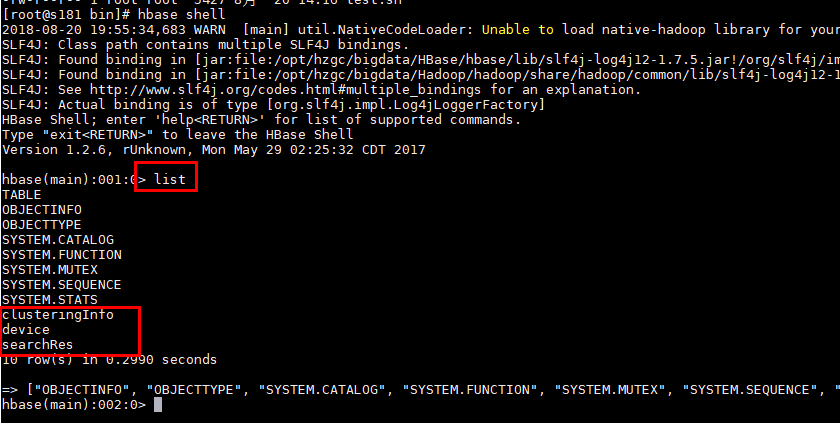 -rw-r--r-- 1 root root 3427 8月 20 14:16 test.sh
[root@s181 bin]# hbase shell
2018-08-20 19:55:34,683 WARN  [main] util.NativeCodeLoader: Unable to load native-hadoop library for your
SLF4J: Class path contains multiple SLF4J bindings.
SLF4J: Found binding in [jar:file:/opt/hzgc/bigdata/HBase/hbase/lib/slf4j-log4j12-1.7.5.jar!/org/slf4j/im
SLF4J: Found binding in [jar:file:/opt/hzgc/bigdata/Hadoop/hadoop/share/hadoop/common/lib/slf4j-log4j12-1
SLF4J: See http://www.slf4j.org/codes.html#multiple_bindings for an explanation.
SLF4J: Actual binding is of type [org.slf4j.impl.Log4jLoggerFactory]
HBase Shell; enter 'help<RETURN>' for list of supported commands.
Type "exit<RETURN>" to leave the HBase Shell
Version 1.2.6, rUnknown, Mon May 29 02:25:32 CDT 2017
hbase(main):001:0> list
TABLE
OBJECTINFO
OBJECTTYPE
SYSTEM.CATALOG
SYSTEM.FUNCTION
SYSTEM.MUTEX
SYSTEM.SEQUENCE
SYSTEM.STATS
clusteringInfo
device
searchRes
10 row(s) in 0.2990 seconds
=> ["OBJECTINFO", "OBJECTTYPE", "SYSTEM.CATALOG", "SYSTEM.FUNCTION", "SYSTEM.MUTEX", "SYSTEM.SEQUENCE", "
hbase(main):002:0>